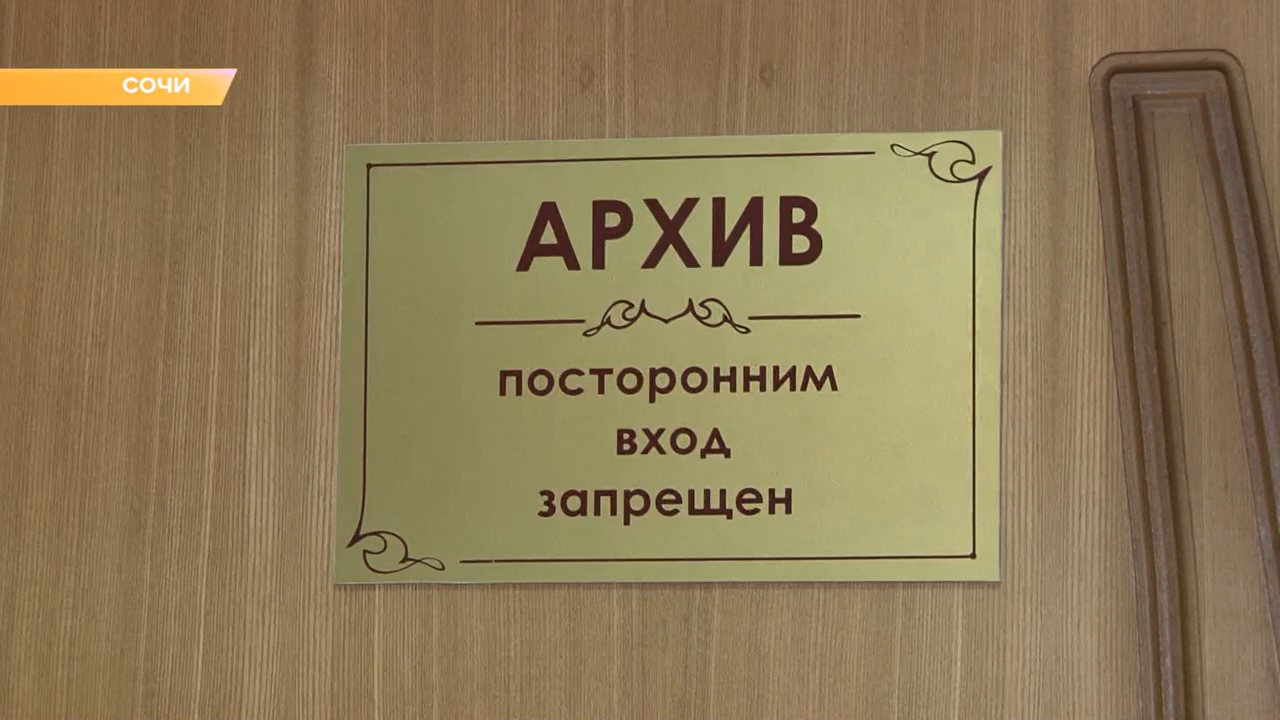 СОЧИ
АРХИВ
посторонним
вход
запрещен